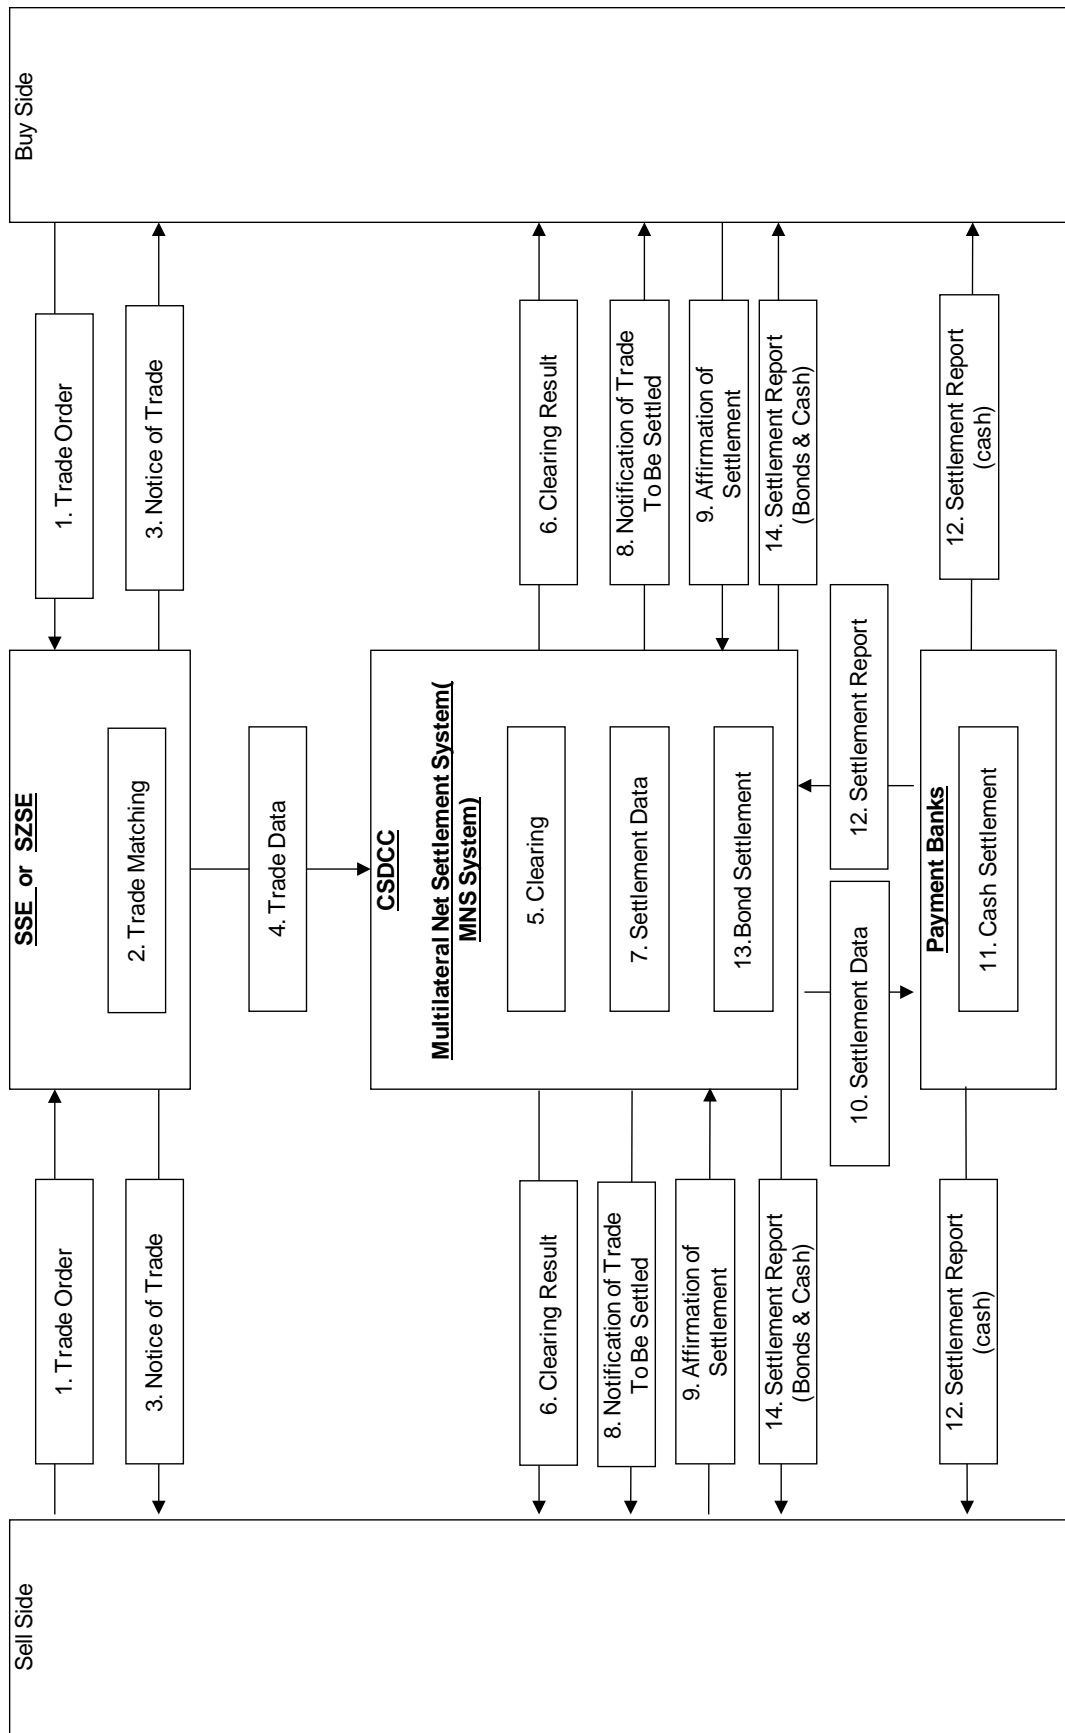 Sell Side
Buy Side
SSE or SZSE
1. Trade Order
1. Trade Order
2. Trade Matching
3. Notice of Trade
3. Notice of Trade
4. Trade Data
CSDCC
Multilateral Net Settlement System(
MNS System)
5. Clearing
6. Clearing Result
6. Clearing Result
7. Settlement Data
8. Notification of Trade
To Be Settled
8. Notification of Trade
To Be Settled
9. Affirmation of
Settlement
9. Affirmation of
Settlement
13.Bond Settlement
14. Settlement Report
(Bonds & Cash)
14. Settlement Report
(Bonds & Cash)
10. Settlement Data
12. Settlement Report
Payment Banks
11. Cash Settlement
12. Settlement Report
(cash)
12. Settlement Report
(cash)